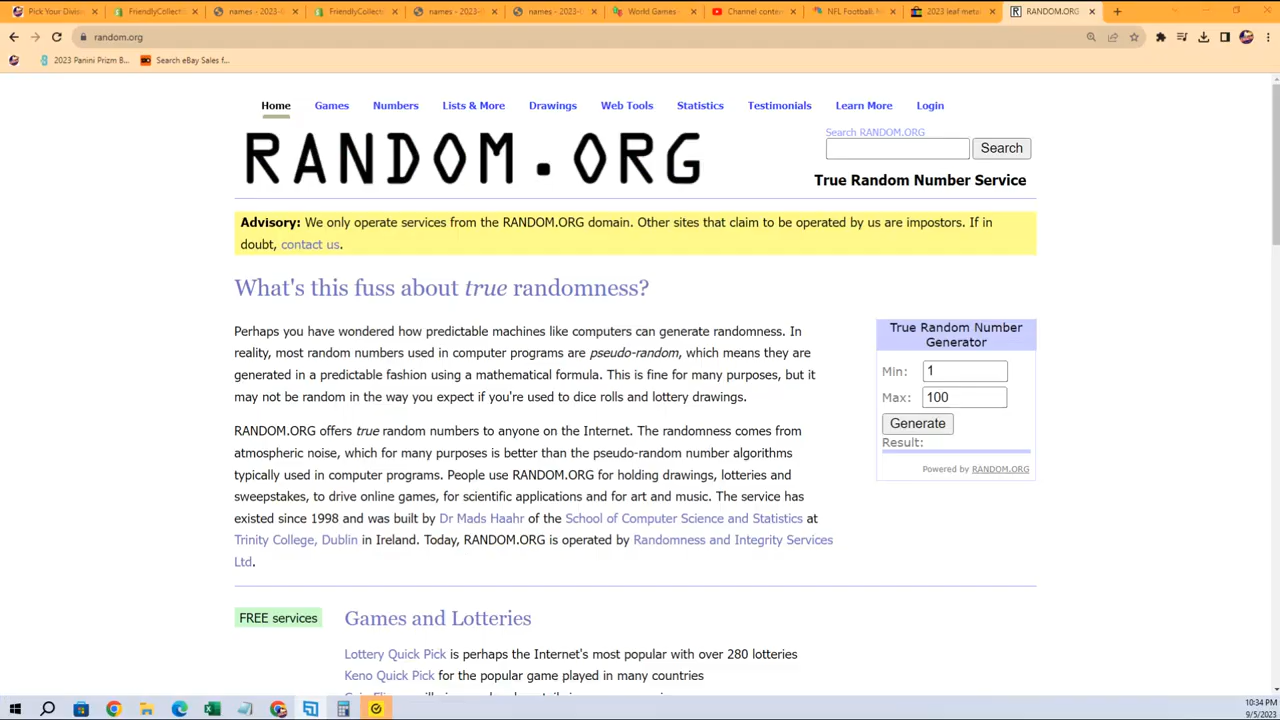 Pick Your Divisi
FriendlyCollecti
names - 2023-0
FriendlyCollecti
names - 2023-0
names - 2023-0
World Games
Channel conten
NFL Football M
2023 leaf metal
RANDOM.ORG
random.org
2023 Panini Prizm B...
Search eBay Sales f...
Home
Games
Numbers
Lists & More
Drawings
Web Tools
Statistics
Testimonials
Learn More
Login
RANDOM.ORG
Search RANDOM.ORG
Search
True Random Number Service
Advisory: We only operate services from the RANDOM.ORG domain. Other sites that claim to be operated by us are impostors. If in
doubt, contact us.
What's this fuss about true randomness?
Perhaps you have wondered how predictable machines like computers can generate randomness. In
reality, most random numbers used in computer programs are pseudo-random, which means they are
generated in a predictable fashion using a mathematical formula. This is fine for many purposes, but it
may not be random in the way you expect if you're used to dice rolls and lottery drawings.
RANDOM.ORG offers true random numbers to anyone on the Internet. The randomness comes from
atmospheric noise, which for many purposes is better than the pseudo-random number algorithms
typically used in computer programs. People use RANDOM.ORG for holding drawings, lotteries and
sweepstakes, to drive online games, for scientific applications and for art and music. The service has
existed since 1998 and was built by Dr Mads Haahr of the School of Computer Science and Statistics at
Trinity College, Dublin in Ireland. Today, RANDOM.ORG is operated by Randomness and Integrity Services
Ltd.
True Random Number
Generator
Min: 1
Max: 100
Generate
Result:
Powered by RANDOM.ORG
FREE services
Games and Lotteries
Lottery Quick Pick is perhaps the Internet's most popular with over 280 lotteries
Keno Quick Pick for the popular game played in many countries
10:34 PM
9/5/2023